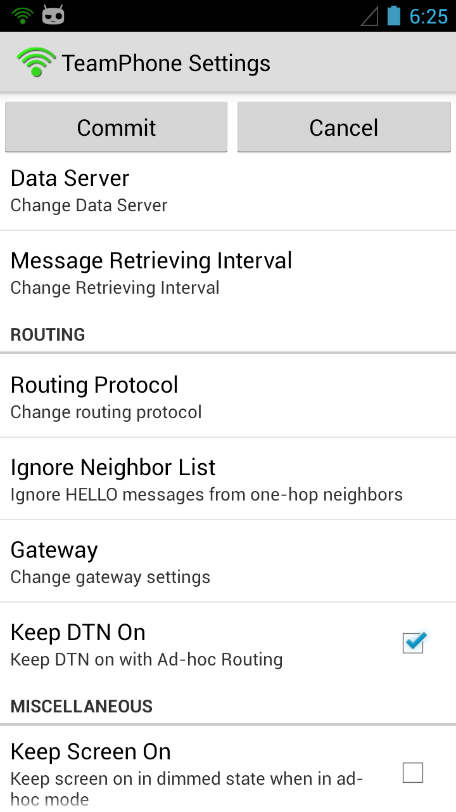 6:25
TeamPhone Settings
Commit
Cancel
Data Server
Change Data Server
Message Retrieving Interval
Change Retrieving Interval
ROUTING
Routing Protocol
Change routing protocol
Ignore Neighbor List
Ignore HELLO messages from one-hop neighbors
Gateway
Change gateway settings
Keep DTN On
Keep DTN on with Ad-hoc Routing
MISCELLANEOUS
Keep Screen On
Keep screen on in dimmed state when in ad-
hoc mode